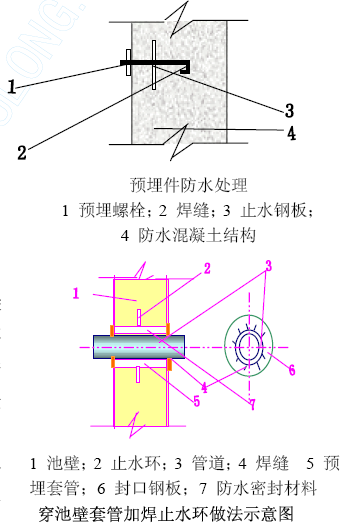 1
2
3
4
预埋件防水处理
1 预埋螺栓；2 焊缝；3 止水钢板；
4 防水混凝土结构
1
2
3
4
5
7
6
1 池壁；2 止水环；3 管道；4 焊缝 5 预
埋套管；6 封口钢板；7 防水密封材料
穿池壁套管加焊止水环做法示意图